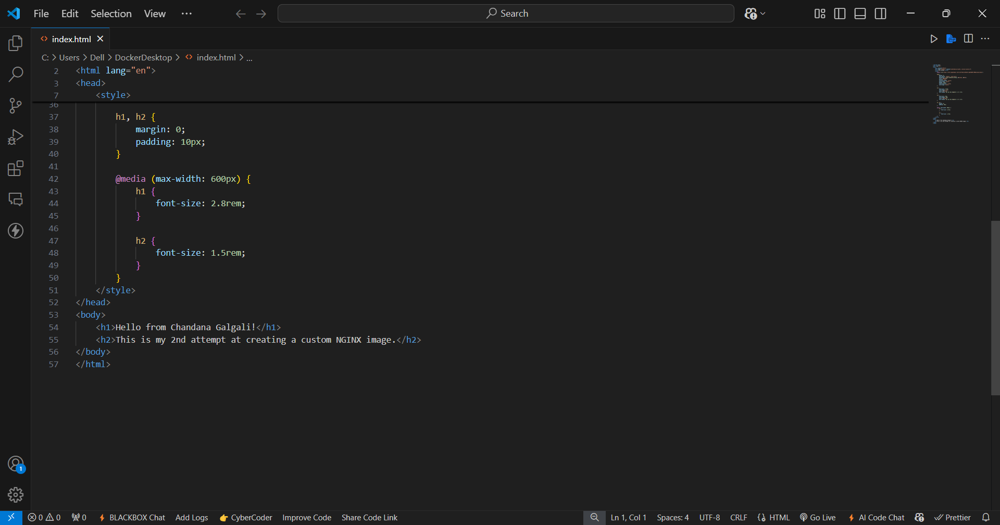 File Edit Selection View ··· Search
index.html
C: > Users > Dell > DockerDesktop > index.html > ...
2 <html lang="en">
3 <head>
7 <style>
36
37 h1, h2 {
38 margin: 0;
39 padding: 10px;
40 }
41
42 @media (max-width: 600px) {
43 h1 {
44 font-size: 2.8rem;
45 }
46
47 h2 {
48 font-size: 1.5rem;
49 }
50 }
51 </style>
52 </head>
53 <body>
54 <h1>Hello from Chandana Galgali!</h1>
55 <h2>This is my 2nd attempt at creating a custom NGINX image.</h2>
56 </body>
57 </html>
1
0 0 0 BLACKBOX Chat Add Logs CyberCoder Improve Code Share Code Link Ln 1, Col 1 Spaces: 4 UTF-8 CRLF {} HTML Go Live AI Code Chat Prettier